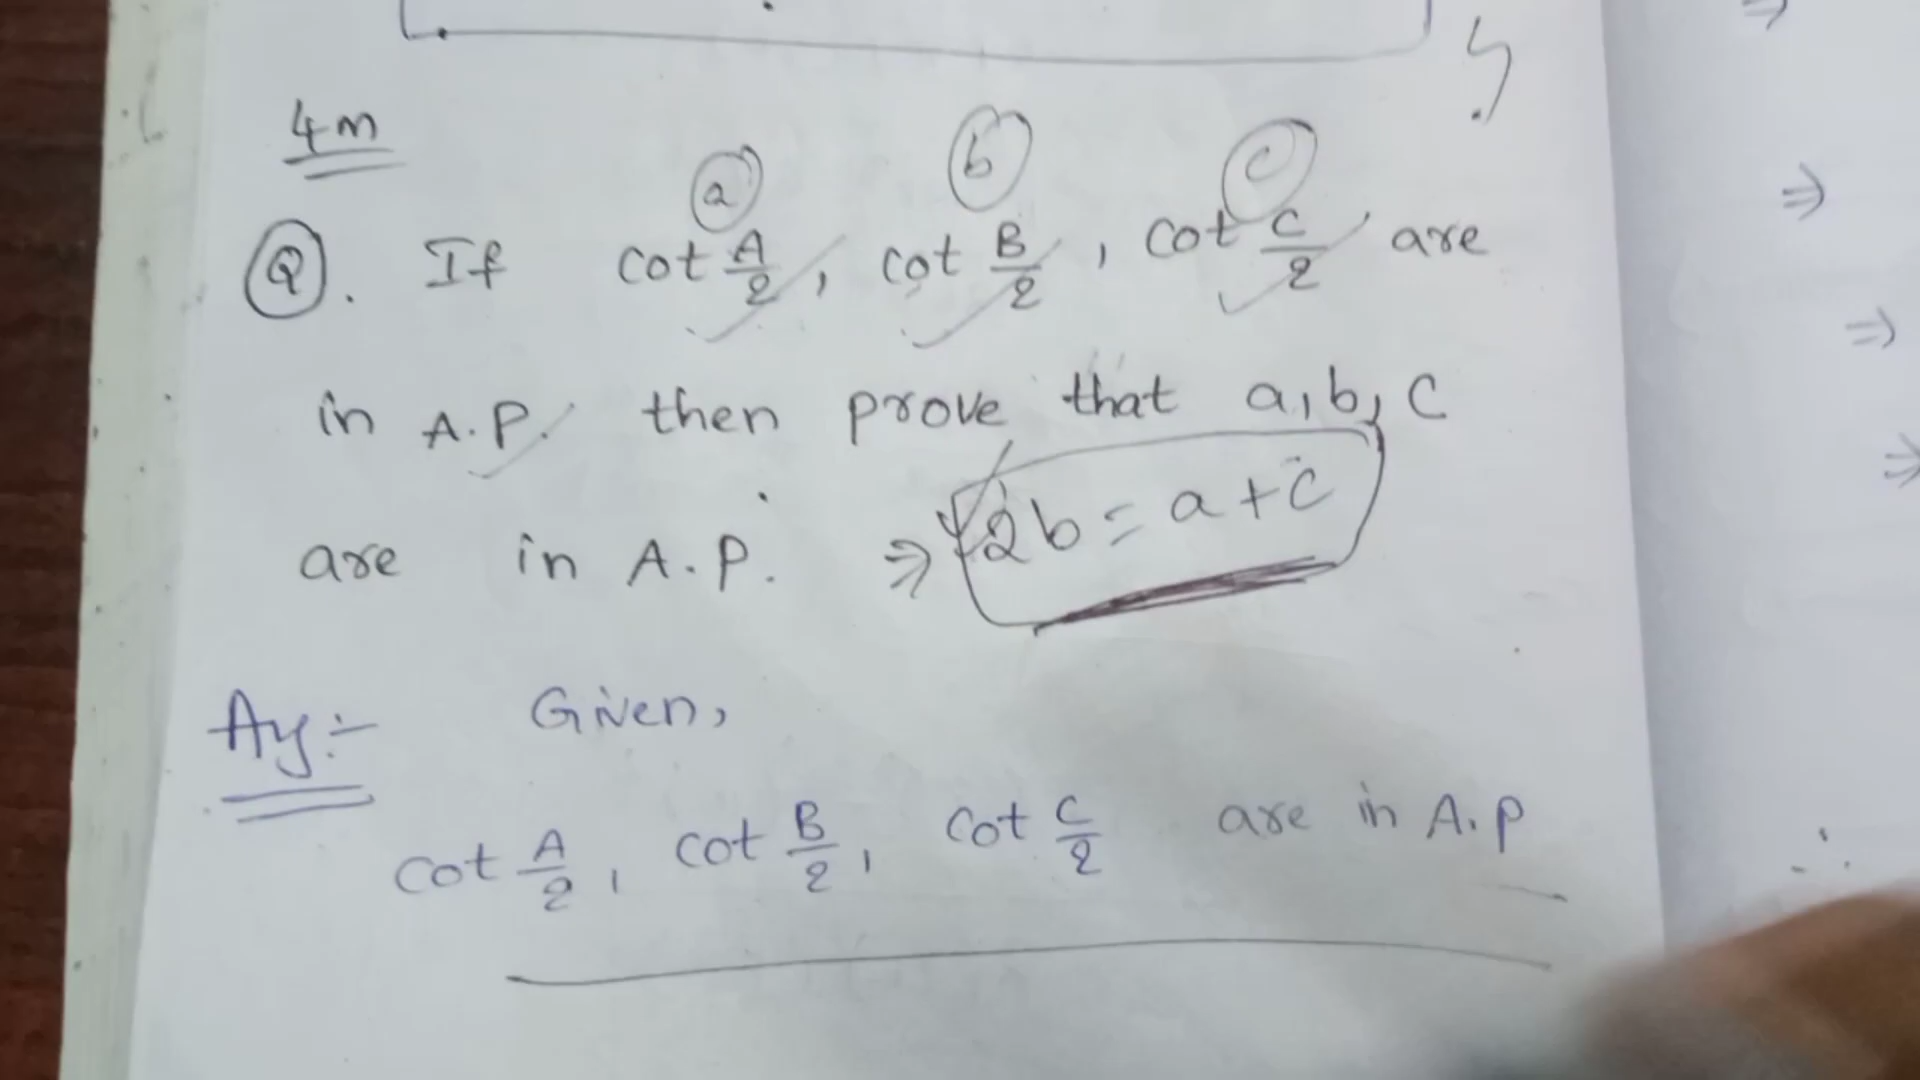 4m
a b c
Q. If cot A/2, cot B/2, cot C/2 are
in A.P. then prove that a, b, c
are in A.P. ⇒ 2b = a + c
Given,
cot A/2, cot B/2, cot C/2 are in A.P
⇒
⇒
⇒
⇒
∴